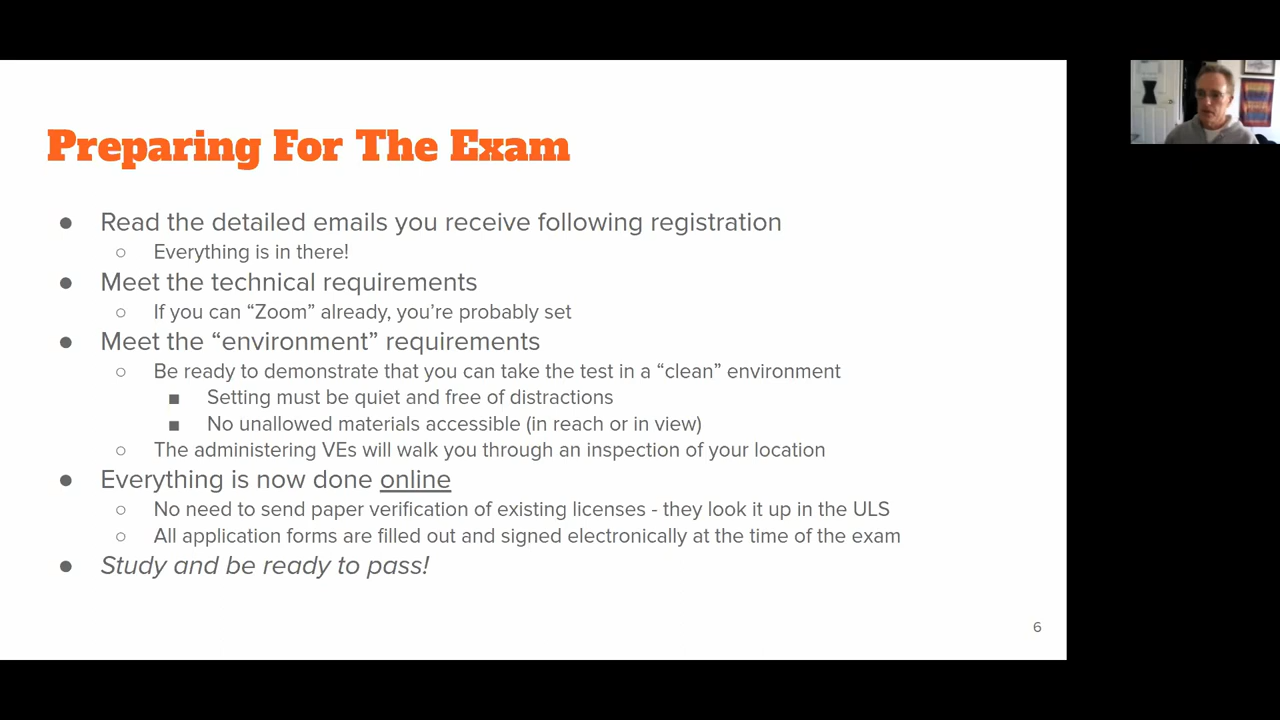 Preparing For The Exam
● Read the detailed emails you receive following registration
○ Everything is in there!
● Meet the technical requirements
○ If you can “Zoom” already, you’re probably set
● Meet the “environment” requirements
○ Be ready to demonstrate that you can take the test in a “clean” environment
■ Setting must be quiet and free of distractions
■ No unallowed materials accessible (in reach or in view)
○ The administering VEs will walk you through an inspection of your location
● Everything is now done online
○ No need to send paper verification of existing licenses - they look it up in the ULS
○ All application forms are filled out and signed electronically at the time of the exam
● Study and be ready to pass!
6